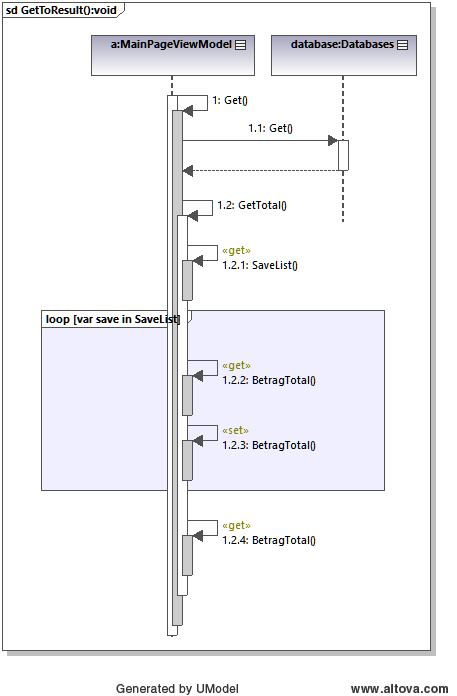 sd GetToResult():void
a:MainPageViewModel
database:Databases
1: Get()
1.1: Get()
1.2: GetTotal()
«get»
1.2.1: SaveList()
loop [var save in SaveList]
«get»
1.2.2: BetragTotal()
«set»
1.2.3: BetragTotal()
«get»
1.2.4: BetragTotal()
Generated by UModel
www.altova.com